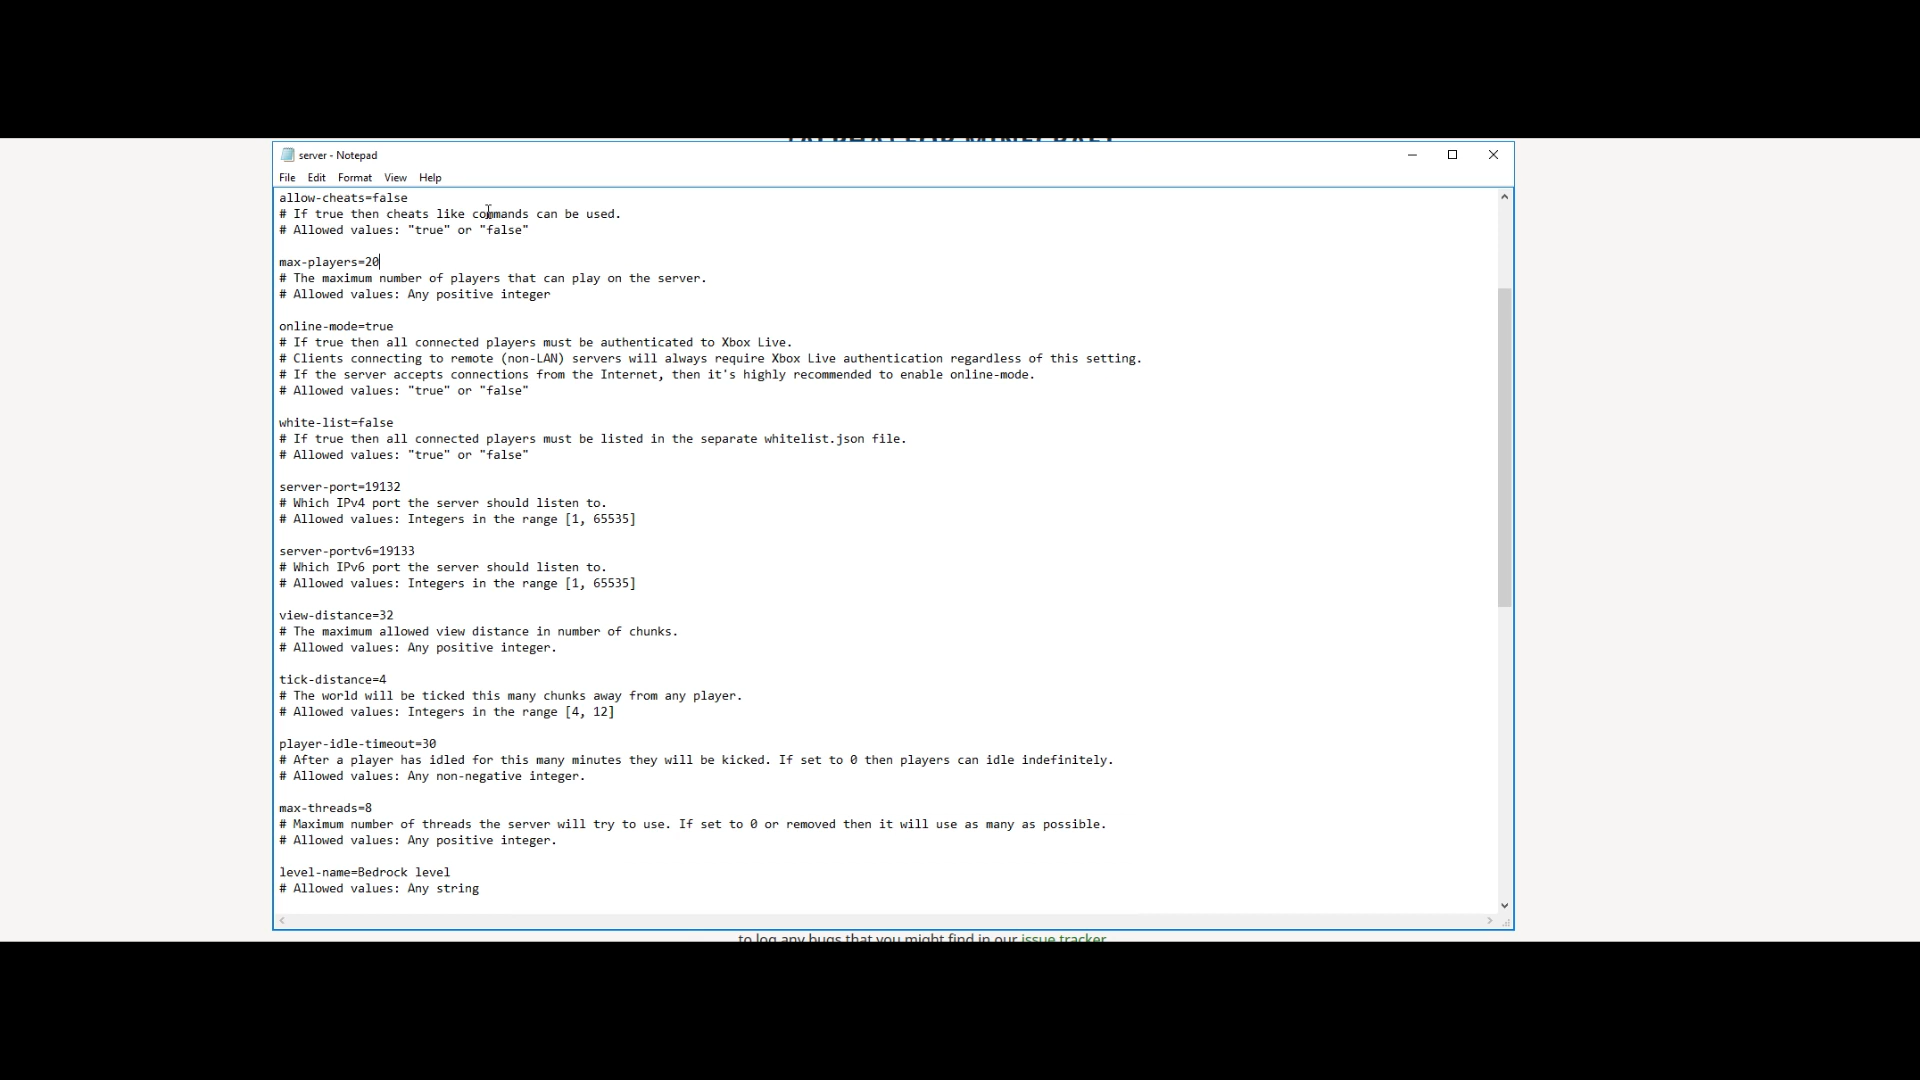 server - Notepad
File Edit Format View Help
allow-cheats=false
# If true then cheats like commands can be used.
# Allowed values: "true" or "false"
max-players=20
# The maximum number of players that can play on the server.
# Allowed values: Any positive integer
online-mode=true
# If true then all connected players must be authenticated to Xbox Live.
# Clients connecting to remote (non-LAN) servers will always require Xbox Live authentication regardless of this setting.
# If the server accepts connections from the Internet, then it's highly recommended to enable online-mode.
# Allowed values: "true" or "false"
white-list=false
# If true then all connected players must be listed in the separate whitelist.json file.
# Allowed values: "true" or "false"
server-port=19132
# Which IPv4 port the server should listen to.
# Allowed values: Integers in the range [1, 65535]
server-portv6=19133
# Which IPv6 port the server should listen to.
# Allowed values: Integers in the range [1, 65535]
view-distance=32
# The maximum allowed view distance in number of chunks.
# Allowed values: Any positive integer.
tick-distance=4
# The world will be ticked this many chunks away from any player.
# Allowed values: Integers in the range [4, 12]
player-idle-timeout=30
# After a player has idled for this many minutes they will be kicked. If set to 0 then players can idle indefinitely.
# Allowed values: Any non-negative integer.
max-threads=8
# Maximum number of threads the server will try to use. If set to 0 or removed then it will use as many as possible.
# Allowed values: Any positive integer.
level-name=Bedrock level
# Allowed values: Any string
to log any bugs that you might find in our issue tracker